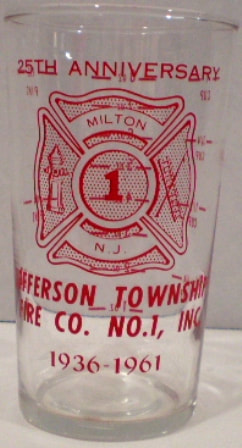 25TH ANNIVERSARY
MILTON
1
N.J.
JEFFERSON TOWNSHIP
FIRE CO. NO.1, INC.
1936-1961